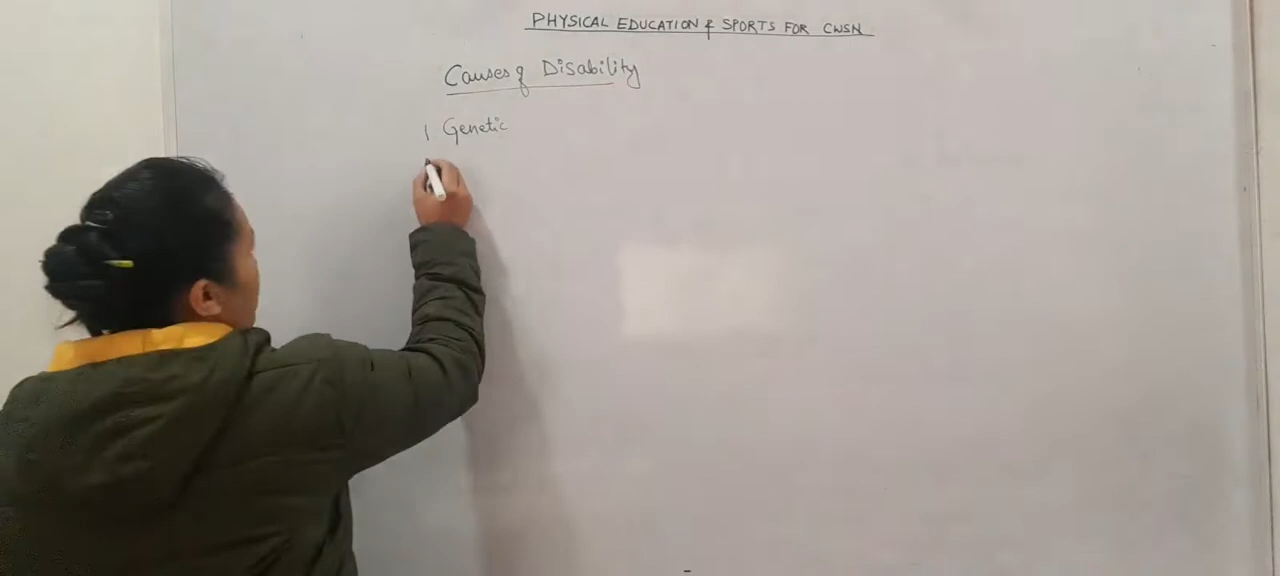 PHYSICAL EDUCATION & SPORTS FOR CWSN
Causes of Disability
1 Genetic